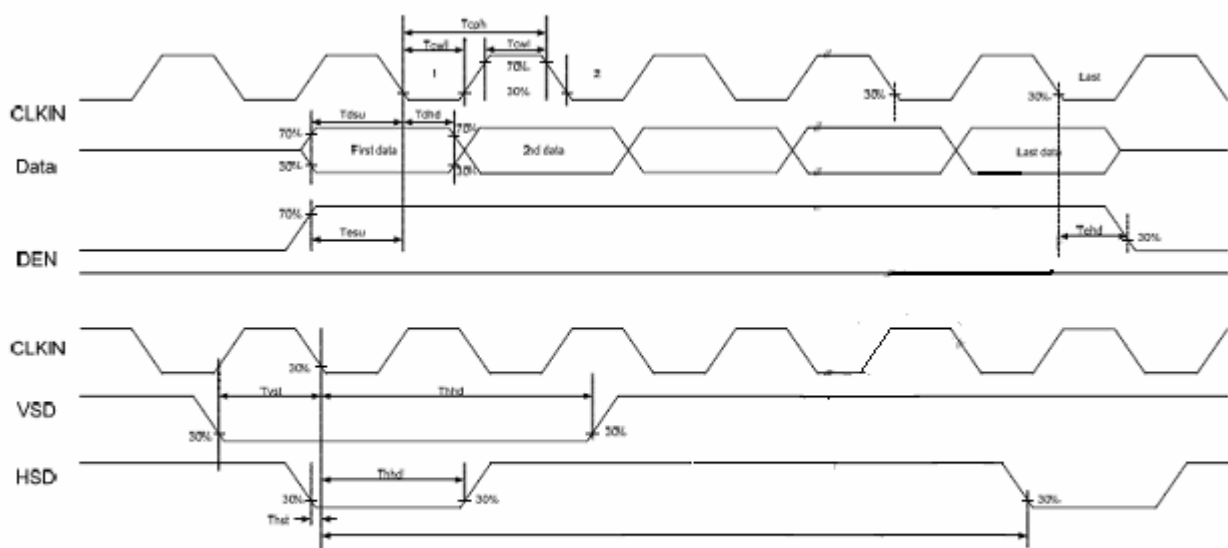 Tcph
Tcwl Tcwl
1 70% 2 Last
30% 30% 30%
CLKIN
Tdsu Tdhd
70% 70%
First data 2nd data Last data
Data
30% 30%
70%
Tesu Tehd 30%
DEN
CLKIN
30%
Tvst Thhd
VSD
30% 30%
HSD
Thhd
30% 30% 30%
Thst